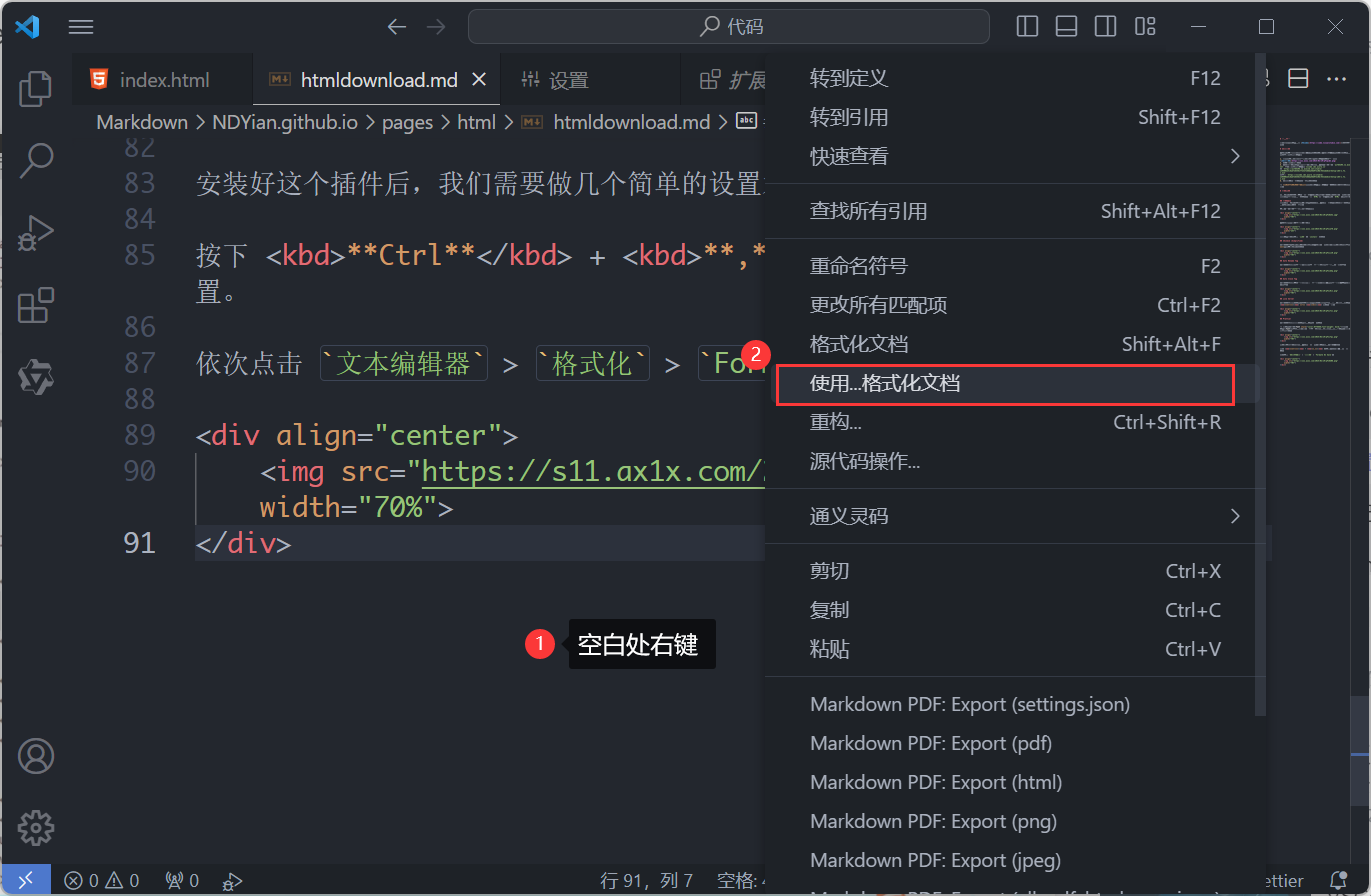 代码
index.html
htmldownload.md
设置
扩展
Markdown > NDYian.github.io > pages > html > htmldownload.md >
82
83 安装好这个插件后，我们需要做几个简单的设置
84
85 按下 <kbd>**Ctrl**</kbd> + <kbd>**,*
置。
86
87 依次点击 `文本编辑器` > `格式化` > `For
88
89 <div align="center">
90 <img src="https://s11.ax1x.com/
width="70%">
91 </div>
1 空白处右键
2
转到定义 F12
转到引用 Shift+F12
快速查看
查找所有引用 Shift+Alt+F12
重命名符号 F2
更改所有匹配项 Ctrl+F2
格式化文档 Shift+Alt+F
使用...格式化文档
重构... Ctrl+Shift+R
源代码操作...
通义灵码
剪切 Ctrl+X
复制 Ctrl+C
粘贴 Ctrl+V
Markdown PDF: Export (settings.json)
Markdown PDF: Export (pdf)
Markdown PDF: Export (html)
Markdown PDF: Export (png)
Markdown PDF: Export (jpeg)
0 0 0 行 91，列 7 空格: ettier